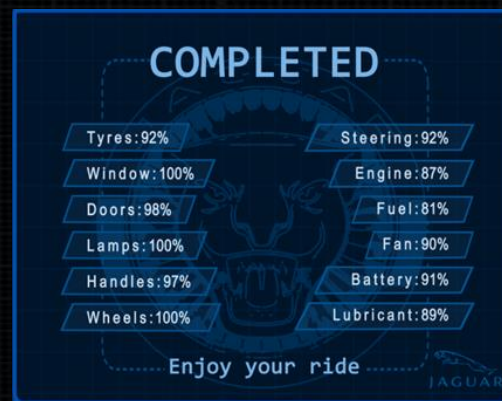 COMPLETED
Tyres:92%
Window:100%
Doors:98%
Lamps:100%
Handles:97%
Wheels:100%
Steering:92%
Engine:87%
Fuel:81%
Fan:90%
Battery:91%
Lubricant:89%
Enjoy your ride
JAGUAR